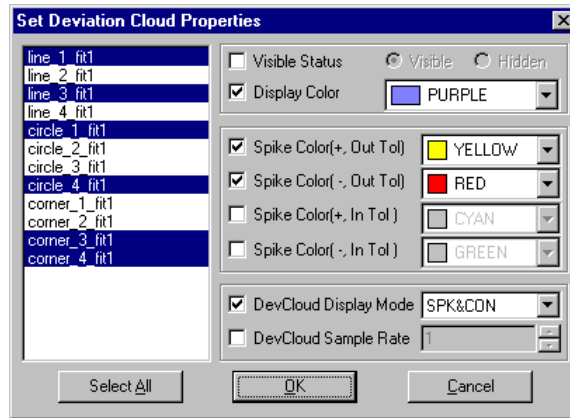 Set Deviation Cloud Properties
line_1_fit1
line_2_fit1
line_3_fit1
line_4_fit1
circle_1_fit1
circle_2_fit1
circle_3_fit1
circle_4_fit1
corner_1_fit1
corner_2_fit1
corner_3_fit1
corner_4_fit1
Visible Status Visible Hidden
Display Color PURPLE
Spike Color(+, Out Tol) YELLOW
Spike Color( -, Out Tol) RED
Spike Color(+, In Tol ) CYAN
Spike Color( -, In Tol ) GREEN
DevCloud Display Mode SPK&CON
DevCloud Sample Rate 1
Select All OK Cancel